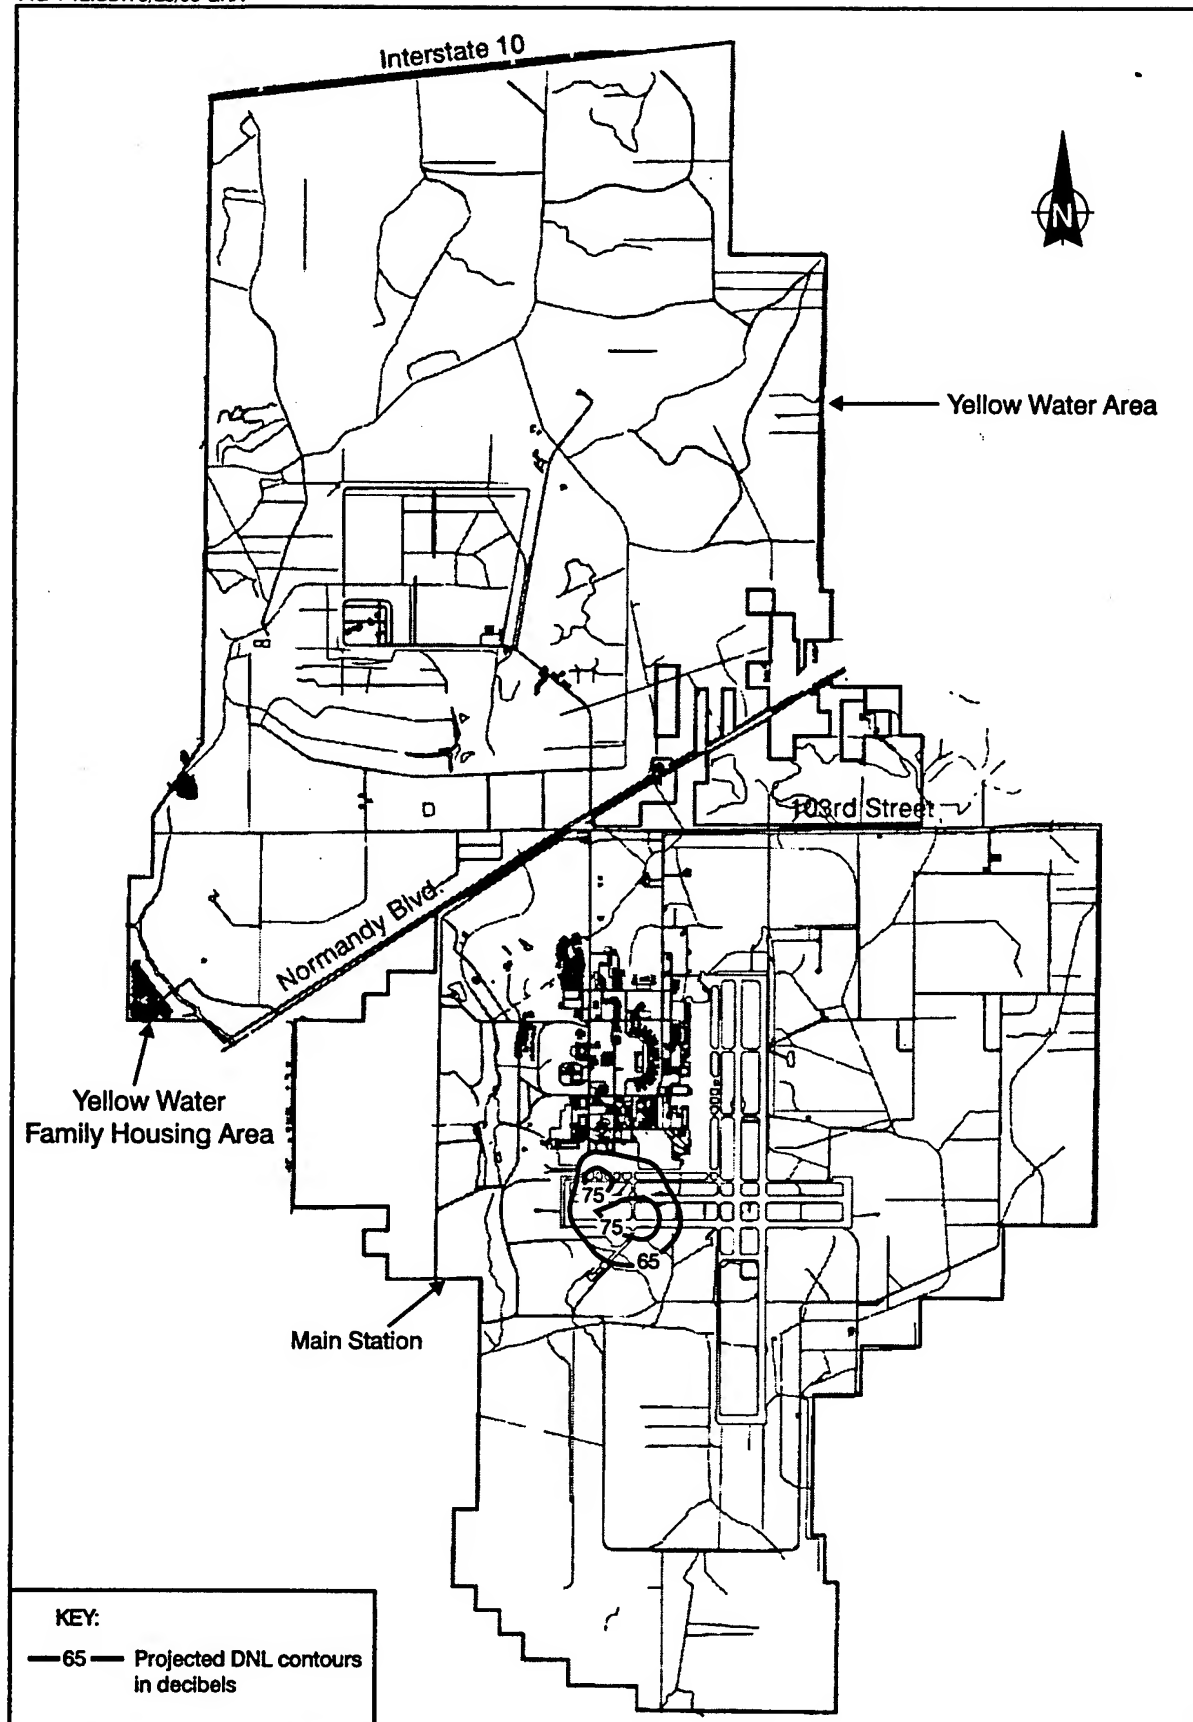 Interstate 10
N
Yellow Water Area
103rd Street
Normandy Blvd.
Yellow Water
Family Housing Area
75
75
65
Main Station
KEY:
65 Projected DNL contours
in decibels